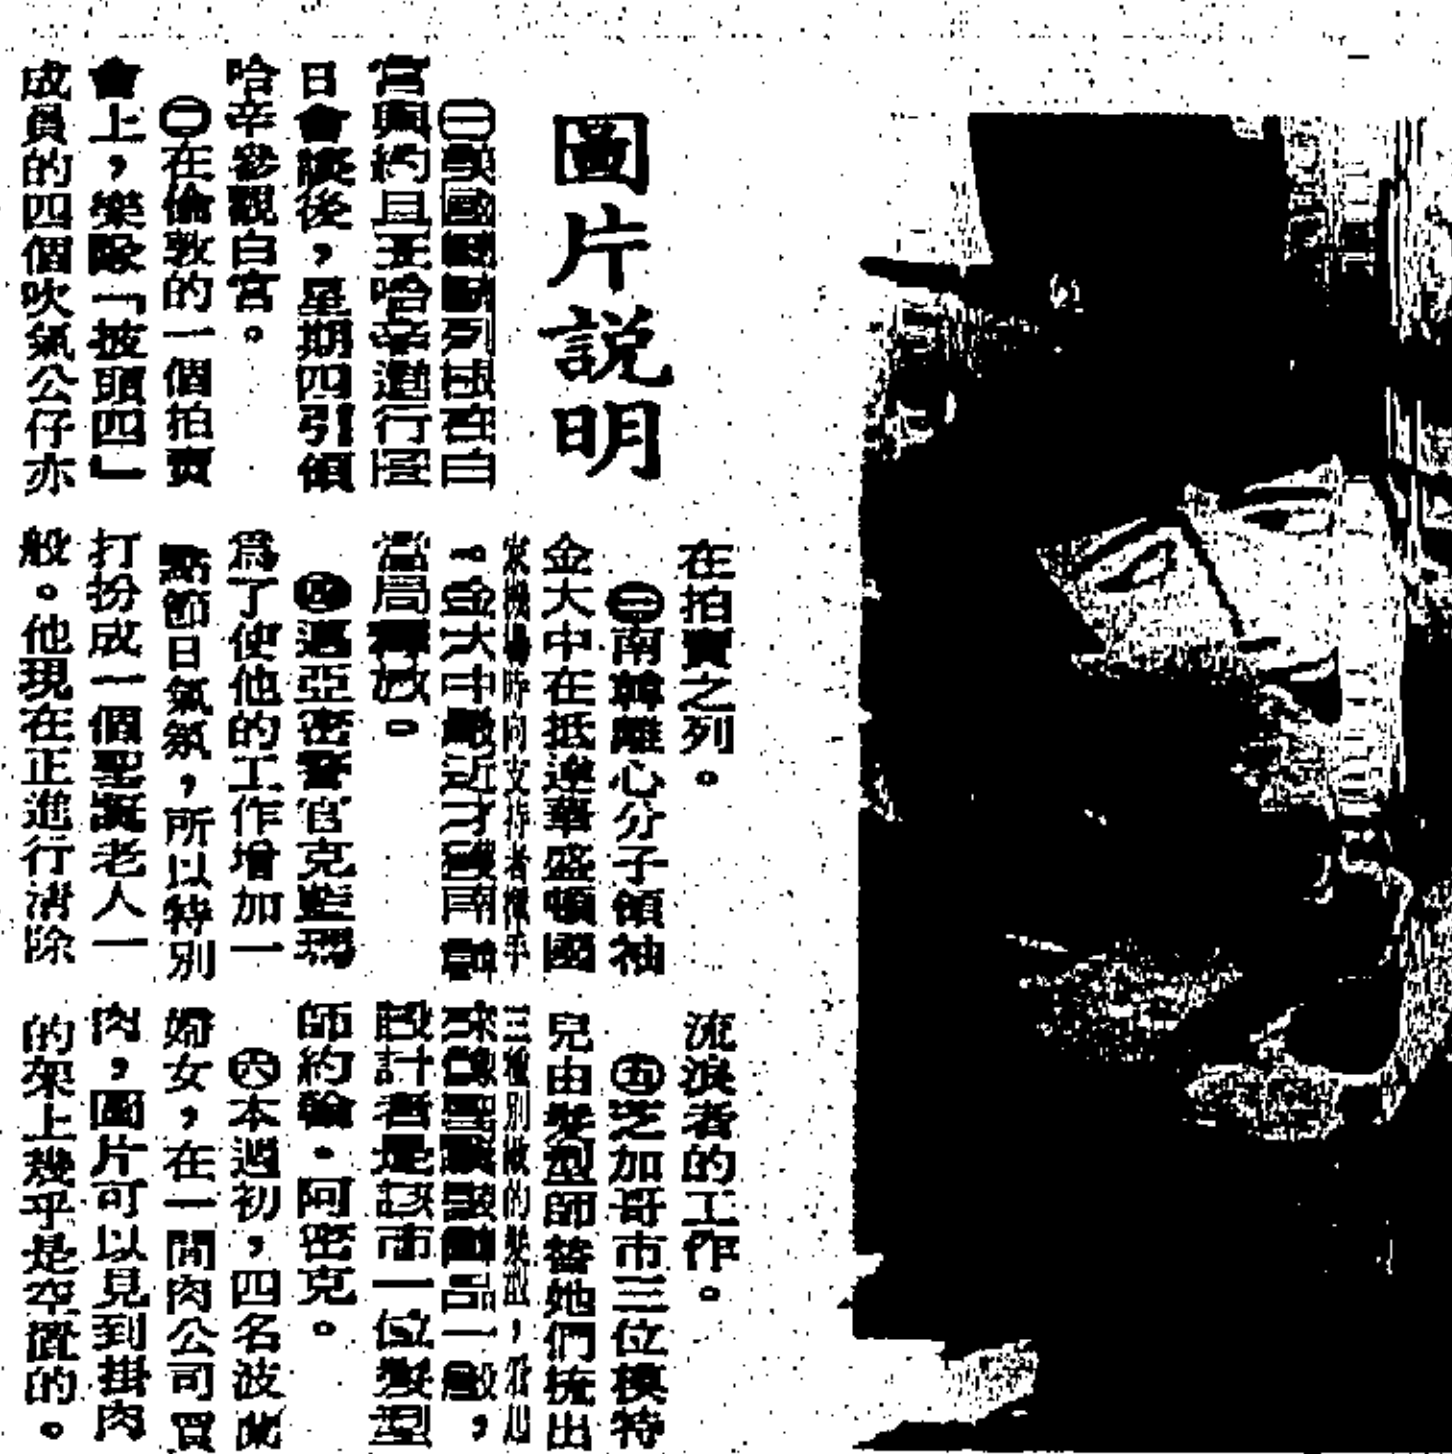 圖片説明
㊀美國總統列根在白
宮與約旦王哈辛進行星
日會談後，星期四引領
哈辛參觀白宮。
㊁在倫敦的一個拍賣
會上，樂隊「披頭四」
成員的四個吹氣公仔亦
在拍賣之列。
㊂南韓離心分子領袖
金大中在抵達華盛頓國
家機場時向支持者揮手
。金大中最近才獲南韓
當局釋放。
㊃邁亞密警官克藍瑪
爲了使他的工作增加一
點節日氣氛，所以特別
打扮成一個聖誕老人一
般。他現在正進行清除
流浪者的工作。
㊄芝加哥市三位模特
兒由髮型師替她們梳出
三種別緻的髮型，看起
來像聖誕裝飾品一般，
設計者是該市一位髮型
師約翰·阿密克。
㊅本週初，四名波蘭
婦女，在一間肉公司買
肉，圖片可以見到掛肉
的架上幾乎是空置的。